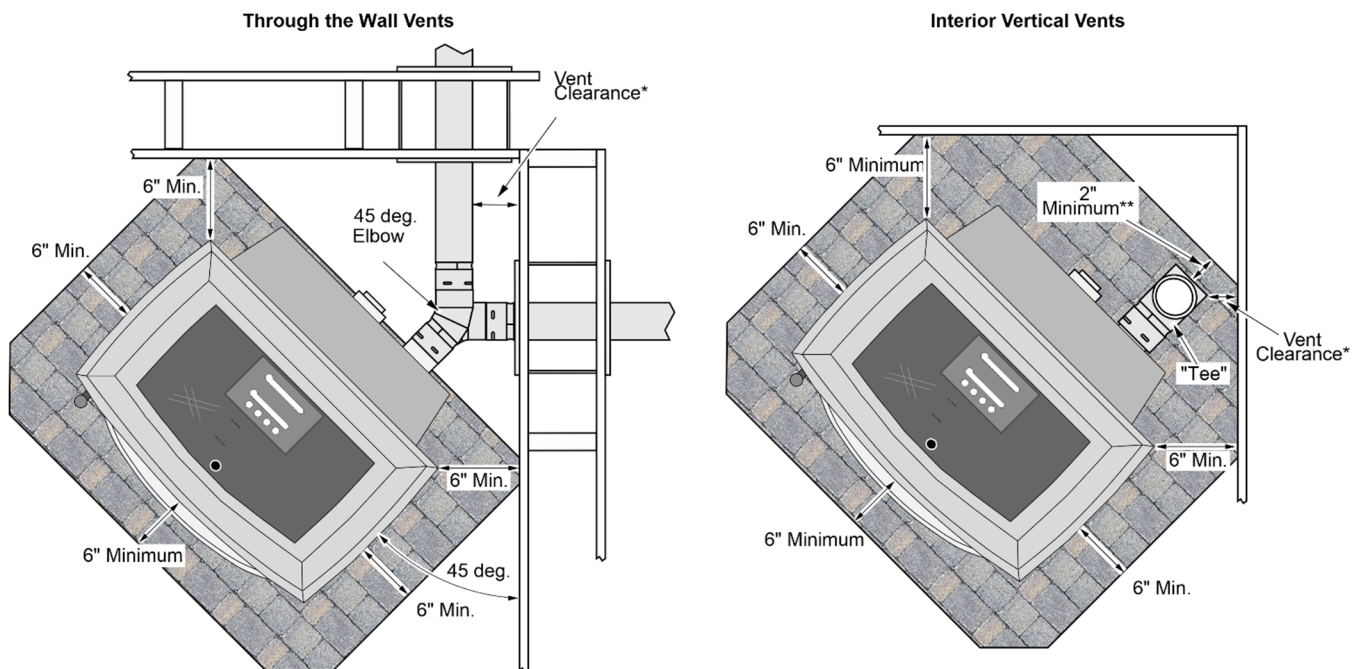 Through the Wall Vents
Vent
Clearance*
6" Min.
45 deg.
Elbow
6" Min.
6" Min.
6" Minimum
45 deg.
6" Min.
Interior Vertical Vents
6" Minimum
2"
Minimum**
6" Min.
Vent
Clearance*
"Tee"
6" Min.
6" Minimum
6" Min.